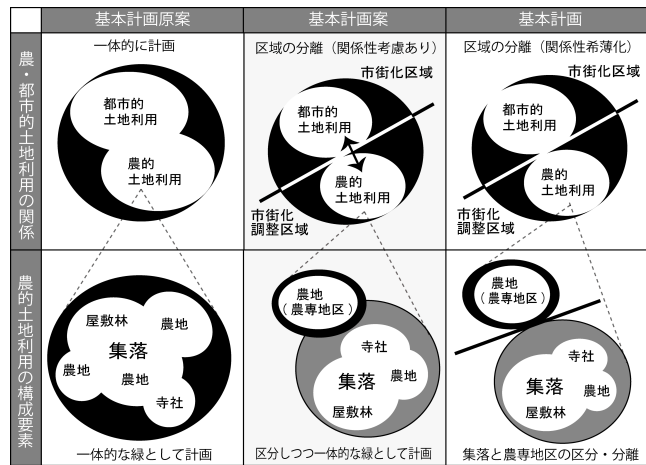 基本計画原案
基本計画案
基本計画
農・都市的土地利用の関係
一体的に計画
都市的
土地利用
農的
土地利用
区域の分離（関係性考慮あり）
市街化区域
都市的
土地利用
農的
土地利用
市街化
調整区域
区域の分離（関係性希薄化）
市街化区域
都市的
土地利用
農的
土地利用
市街化
調整区域
農的土地利用の構成要素
屋敷林
農地
集落
農地
農地
寺社
一体的な緑として計画
農地
（農専地区）
寺社
集落
農地
屋敷林
区分しつつ一体的な緑として計画
農地
（農専地区）
寺社
集落
農地
屋敷林
集落と農専地区の区分・分離